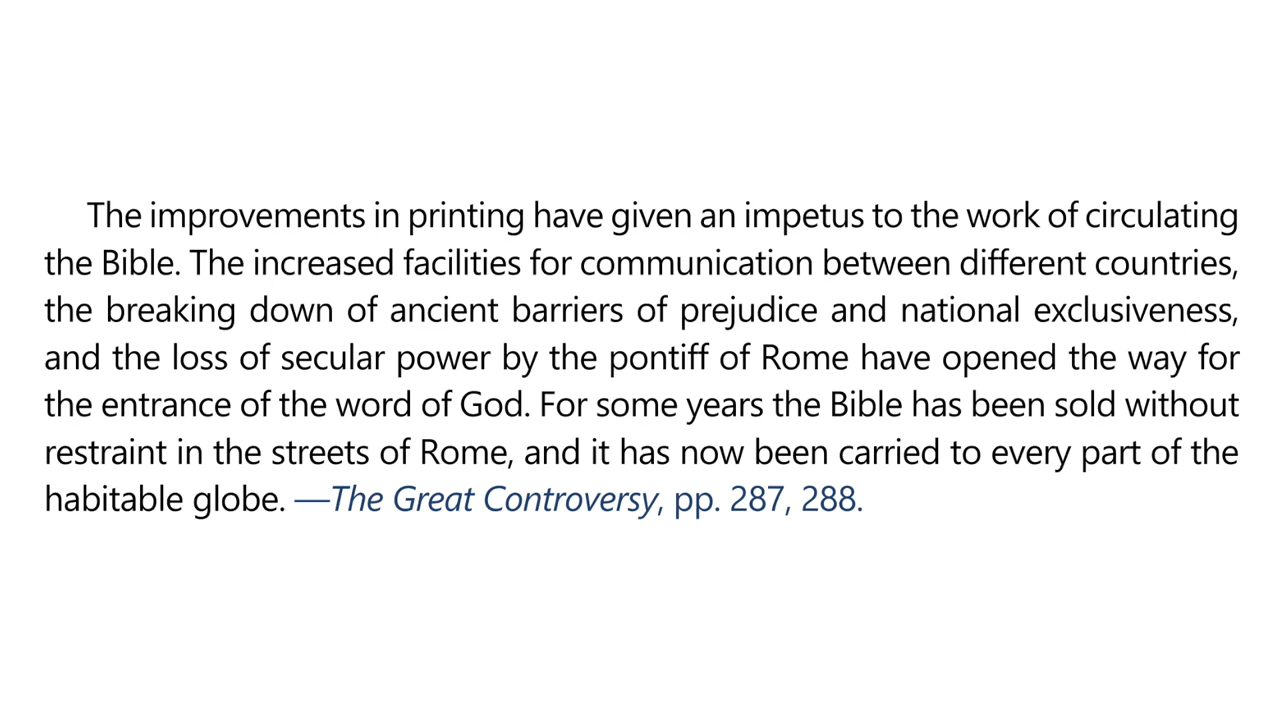 The improvements in printing have given an impetus to the work of circulating
the Bible. The increased facilities for communication between different countries,
the breaking down of ancient barriers of prejudice and national exclusiveness,
and the loss of secular power by the pontiff of Rome have opened the way for
the entrance of the word of God. For some years the Bible has been sold without
restraint in the streets of Rome, and it has now been carried to every part of the
habitable globe. —The Great Controversy, pp. 287, 288.